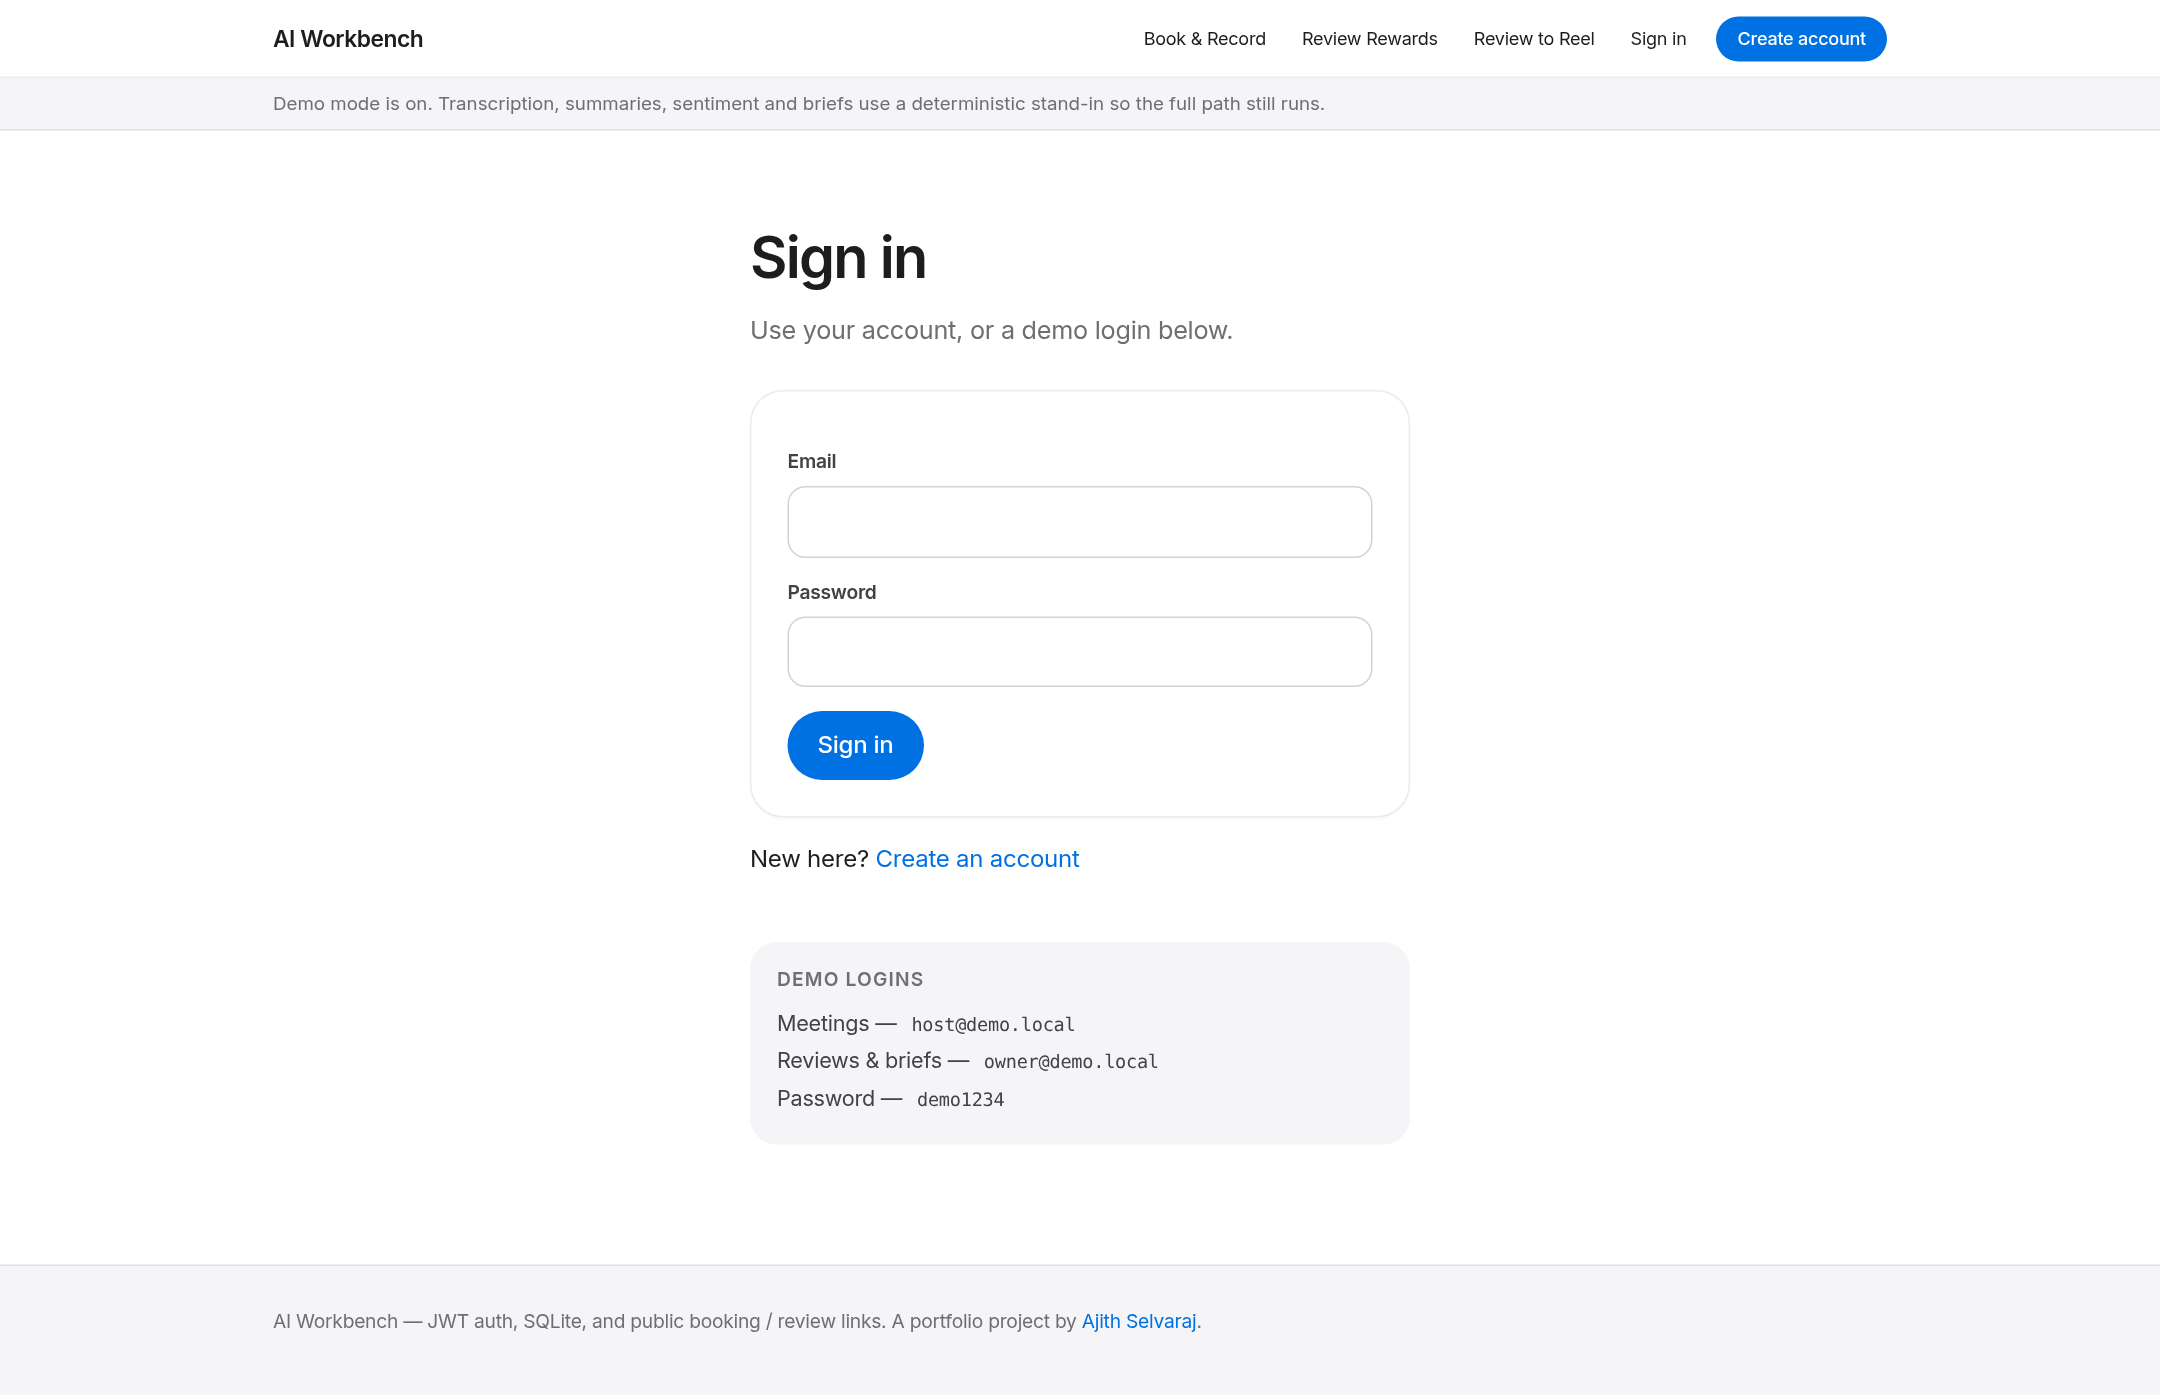 AI Workbench
Book & Record
Review Rewards
Review to Reel
Sign in
Create account
Demo mode is on. Transcription, summaries, sentiment and briefs use a deterministic stand-in so the full path still runs.
Sign in
Use your account, or a demo login below.
Email
Password
Sign in
New here? Create an account
DEMO LOGINS
Meetings — host@demo.local
Reviews & briefs — owner@demo.local
Password — demo1234
AI Workbench — JWT auth, SQLite, and public booking / review links. A portfolio project by Ajith Selvaraj.